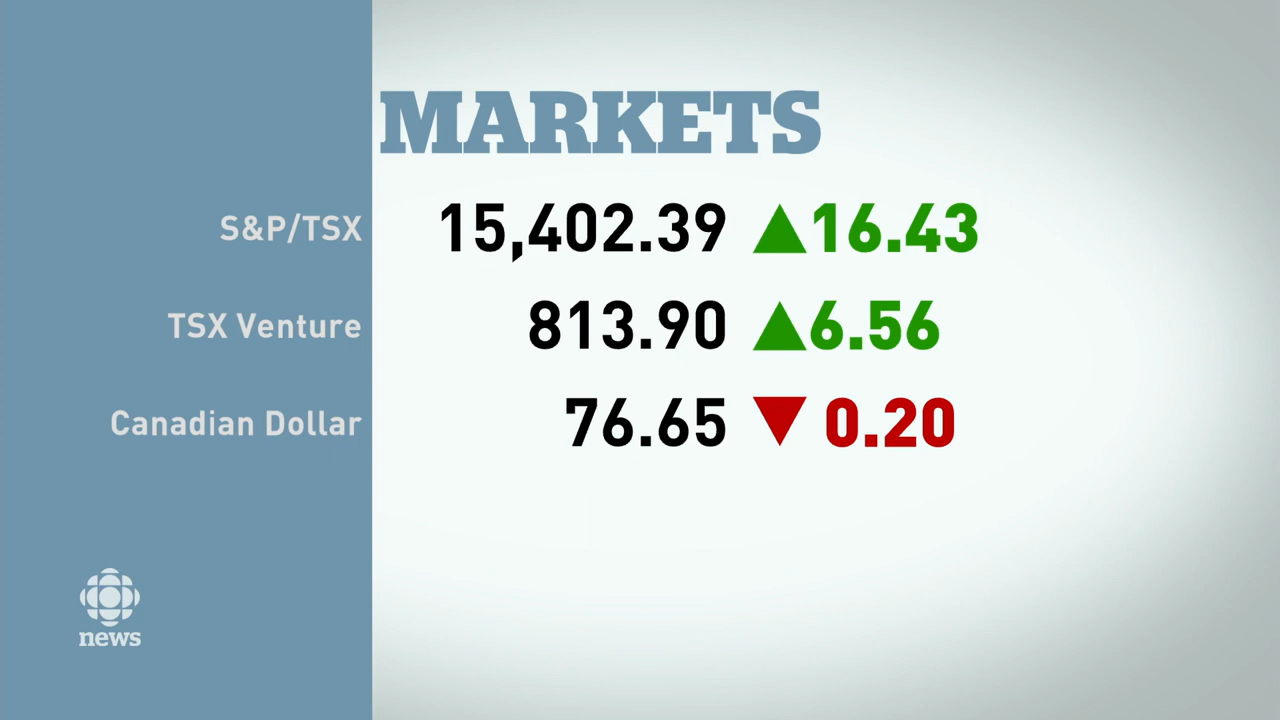 MARKETS
S&P/TSX 15,402.39 ▲16.43
TSX Venture 813.90 ▲6.56
Canadian Dollar 76.65 ▼ 0.20
news